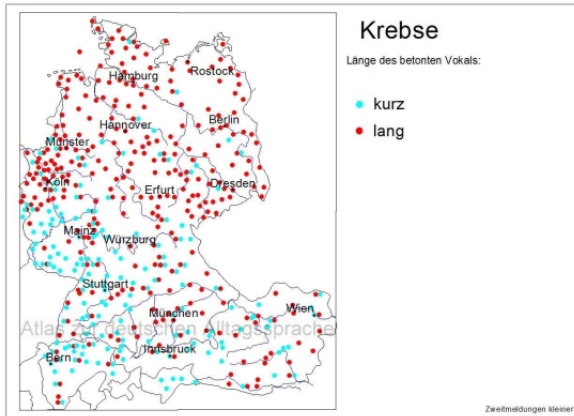 Krebse
Länge des betonten Vokals:
kurz
lang
Hamburg
Rostock
Hannover
Berlin
Münster
Köln
Erfurt
Dresden
Mainz
Würzburg
Stuttgart
München
Wien
Atlas zur deutschen Alltagssprache
Innsbruck
Bern
Zweitmeldungen kleiner